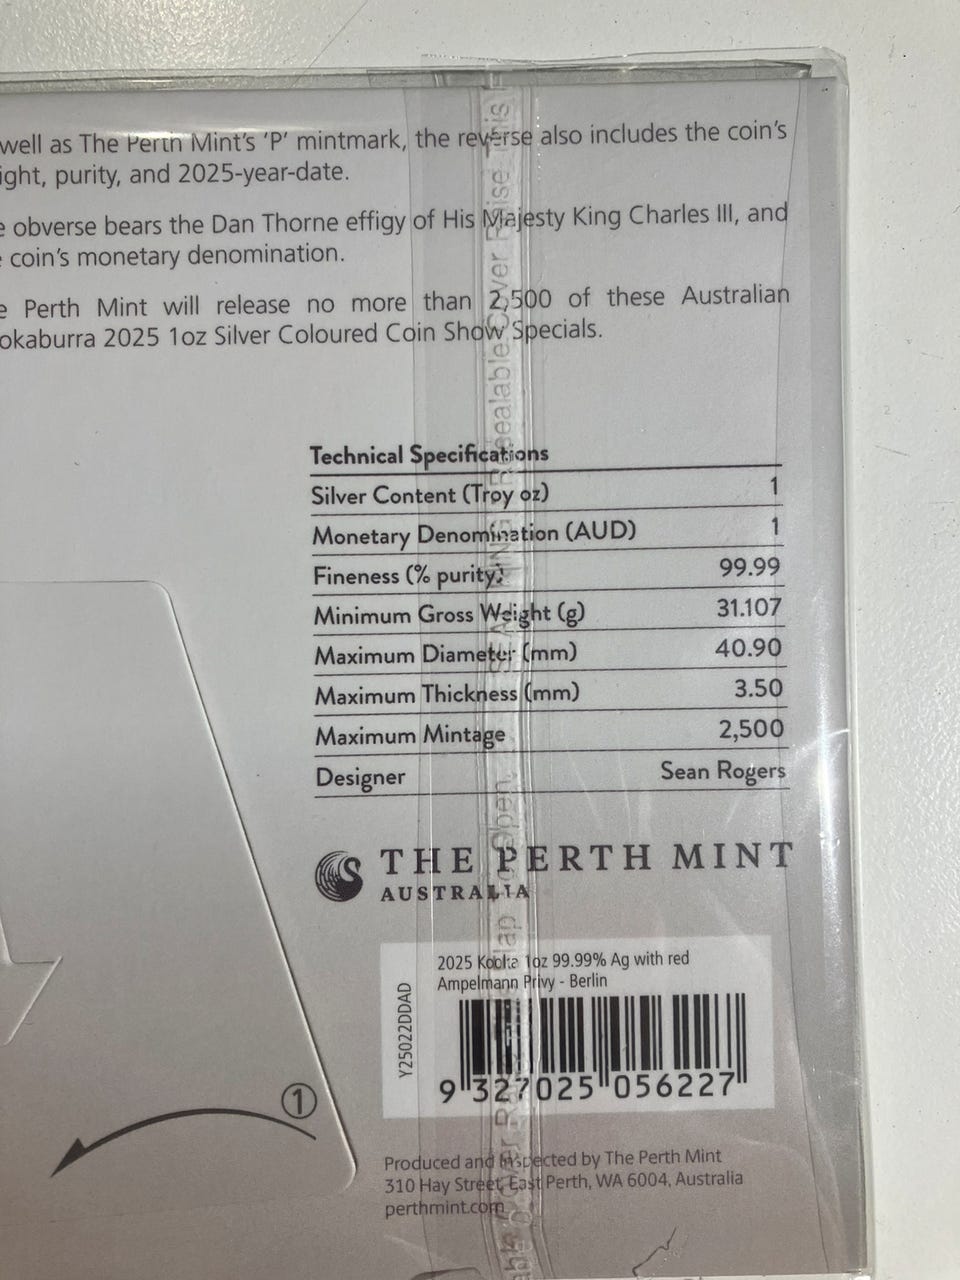 well as The Perth Mint's 'P' mintmark, the reverse also includes the coin's
ight, purity, and 2025-year-date.
e obverse bears the Dan Thorne effigy of His Majesty King Charles III, and
e coin's monetary denomination.
e Perth Mint will release no more than 2,500 of these Australian
okaburra 2025 1oz Silver Coloured Coin Show Specials.
Technical Specifications
Silver Content (Troy oz) 1
Monetary Denomination (AUD) 1
Fineness (% purity) 99.99
Minimum Gross Weight (g) 31.107
Maximum Diameter (mm) 40.90
Maximum Thickness (mm) 3.50
Maximum Mintage 2,500
Designer Sean Rogers
THE PERTH MINT
AUSTRALIA
2025 Kooka 1oz 99.99% Ag with red
Ampelmann Privy - Berlin
Y25022DDAD
9 327025 056227
1
Produced and Inspected by The Perth Mint
310 Hay Street, East Perth, WA 6004, Australia
perthmint.com